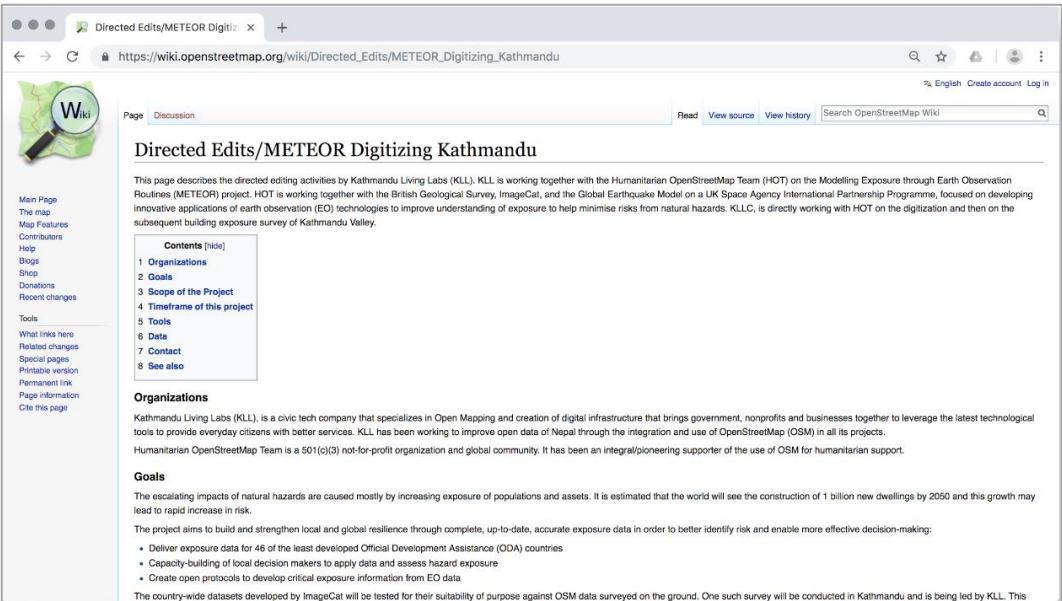 Directed Edits/METEOR Digitiz
https://wiki.openstreetmap.org/wiki/Directed_Edits/METEOR_Digitizing_Kathmandu
English Create account Log in
Wiki
Page Discussion
Read View source View history
Search OpenStreetMap Wiki
Directed Edits/METEOR Digitizing Kathmandu
This page describes the directed editing activities by Kathmandu Living Labs (KLL). KLL is working together with the Humanitarian OpenStreetMap Team (HOT) on the Modelling Exposure through Earth Observation
Routines (METEOR) project. HOT is working together with the British Geological Survey, ImageCat, and the Global Earthquake Model on a UK Space Agency International Partnership Programme, focused on developing
innovative applications of earth observation (EO) technologies to improve understanding of exposure to help minimise risks from natural hazards. KLLC, is directly working with HOT on the digitization and then on the
subsequent building exposure survey of Kathmandu Valley.
Main Page
The map
Map Features
Contributors
Help
Blogs
Shop
Donations
Recent changes
Tools
What links here
Related changes
Special pages
Printable version
Permanent link
Page information
Cite this page
Contents [hide]
1 Organizations
2 Goals
3 Scope of the Project
4 Timeframe of this project
5 Tools
6 Data
7 Contact
8 See also
Organizations
Kathmandu Living Labs (KLL), is a civic tech company that specializes in Open Mapping and creation of digital infrastructure that brings government, nonprofits and businesses together to leverage the latest technological
tools to provide everyday citizens with better services. KLL has been working to improve open data of Nepal through the integration and use of OpenStreetMap (OSM) in all its projects.
Humanitarian OpenStreetMap Team is a 501(c)(3) not-for-profit organization and global community. It has been an integral/pioneering supporter of the use of OSM for humanitarian support.
Goals
The escalating impacts of natural hazards are caused mostly by increasing exposure of populations and assets. It is estimated that the world will see the construction of 1 billion new dwellings by 2050 and this growth may
lead to rapid increase in risk.
The project aims to build and strengthen local and global resilience through complete, up-to-date, accurate exposure data in order to better identify risk and enable more effective decision-making:
• Deliver exposure data for 46 of the least developed Official Development Assistance (ODA) countries
• Capacity-building of local decision makers to apply data and assess hazard exposure
• Create open protocols to develop critical exposure information from EO data
The country-wide datasets developed by ImageCat will be tested for their suitability of purpose against OSM data surveyed on the ground. One such survey will be conducted in Kathmandu and is being led by KLL. This